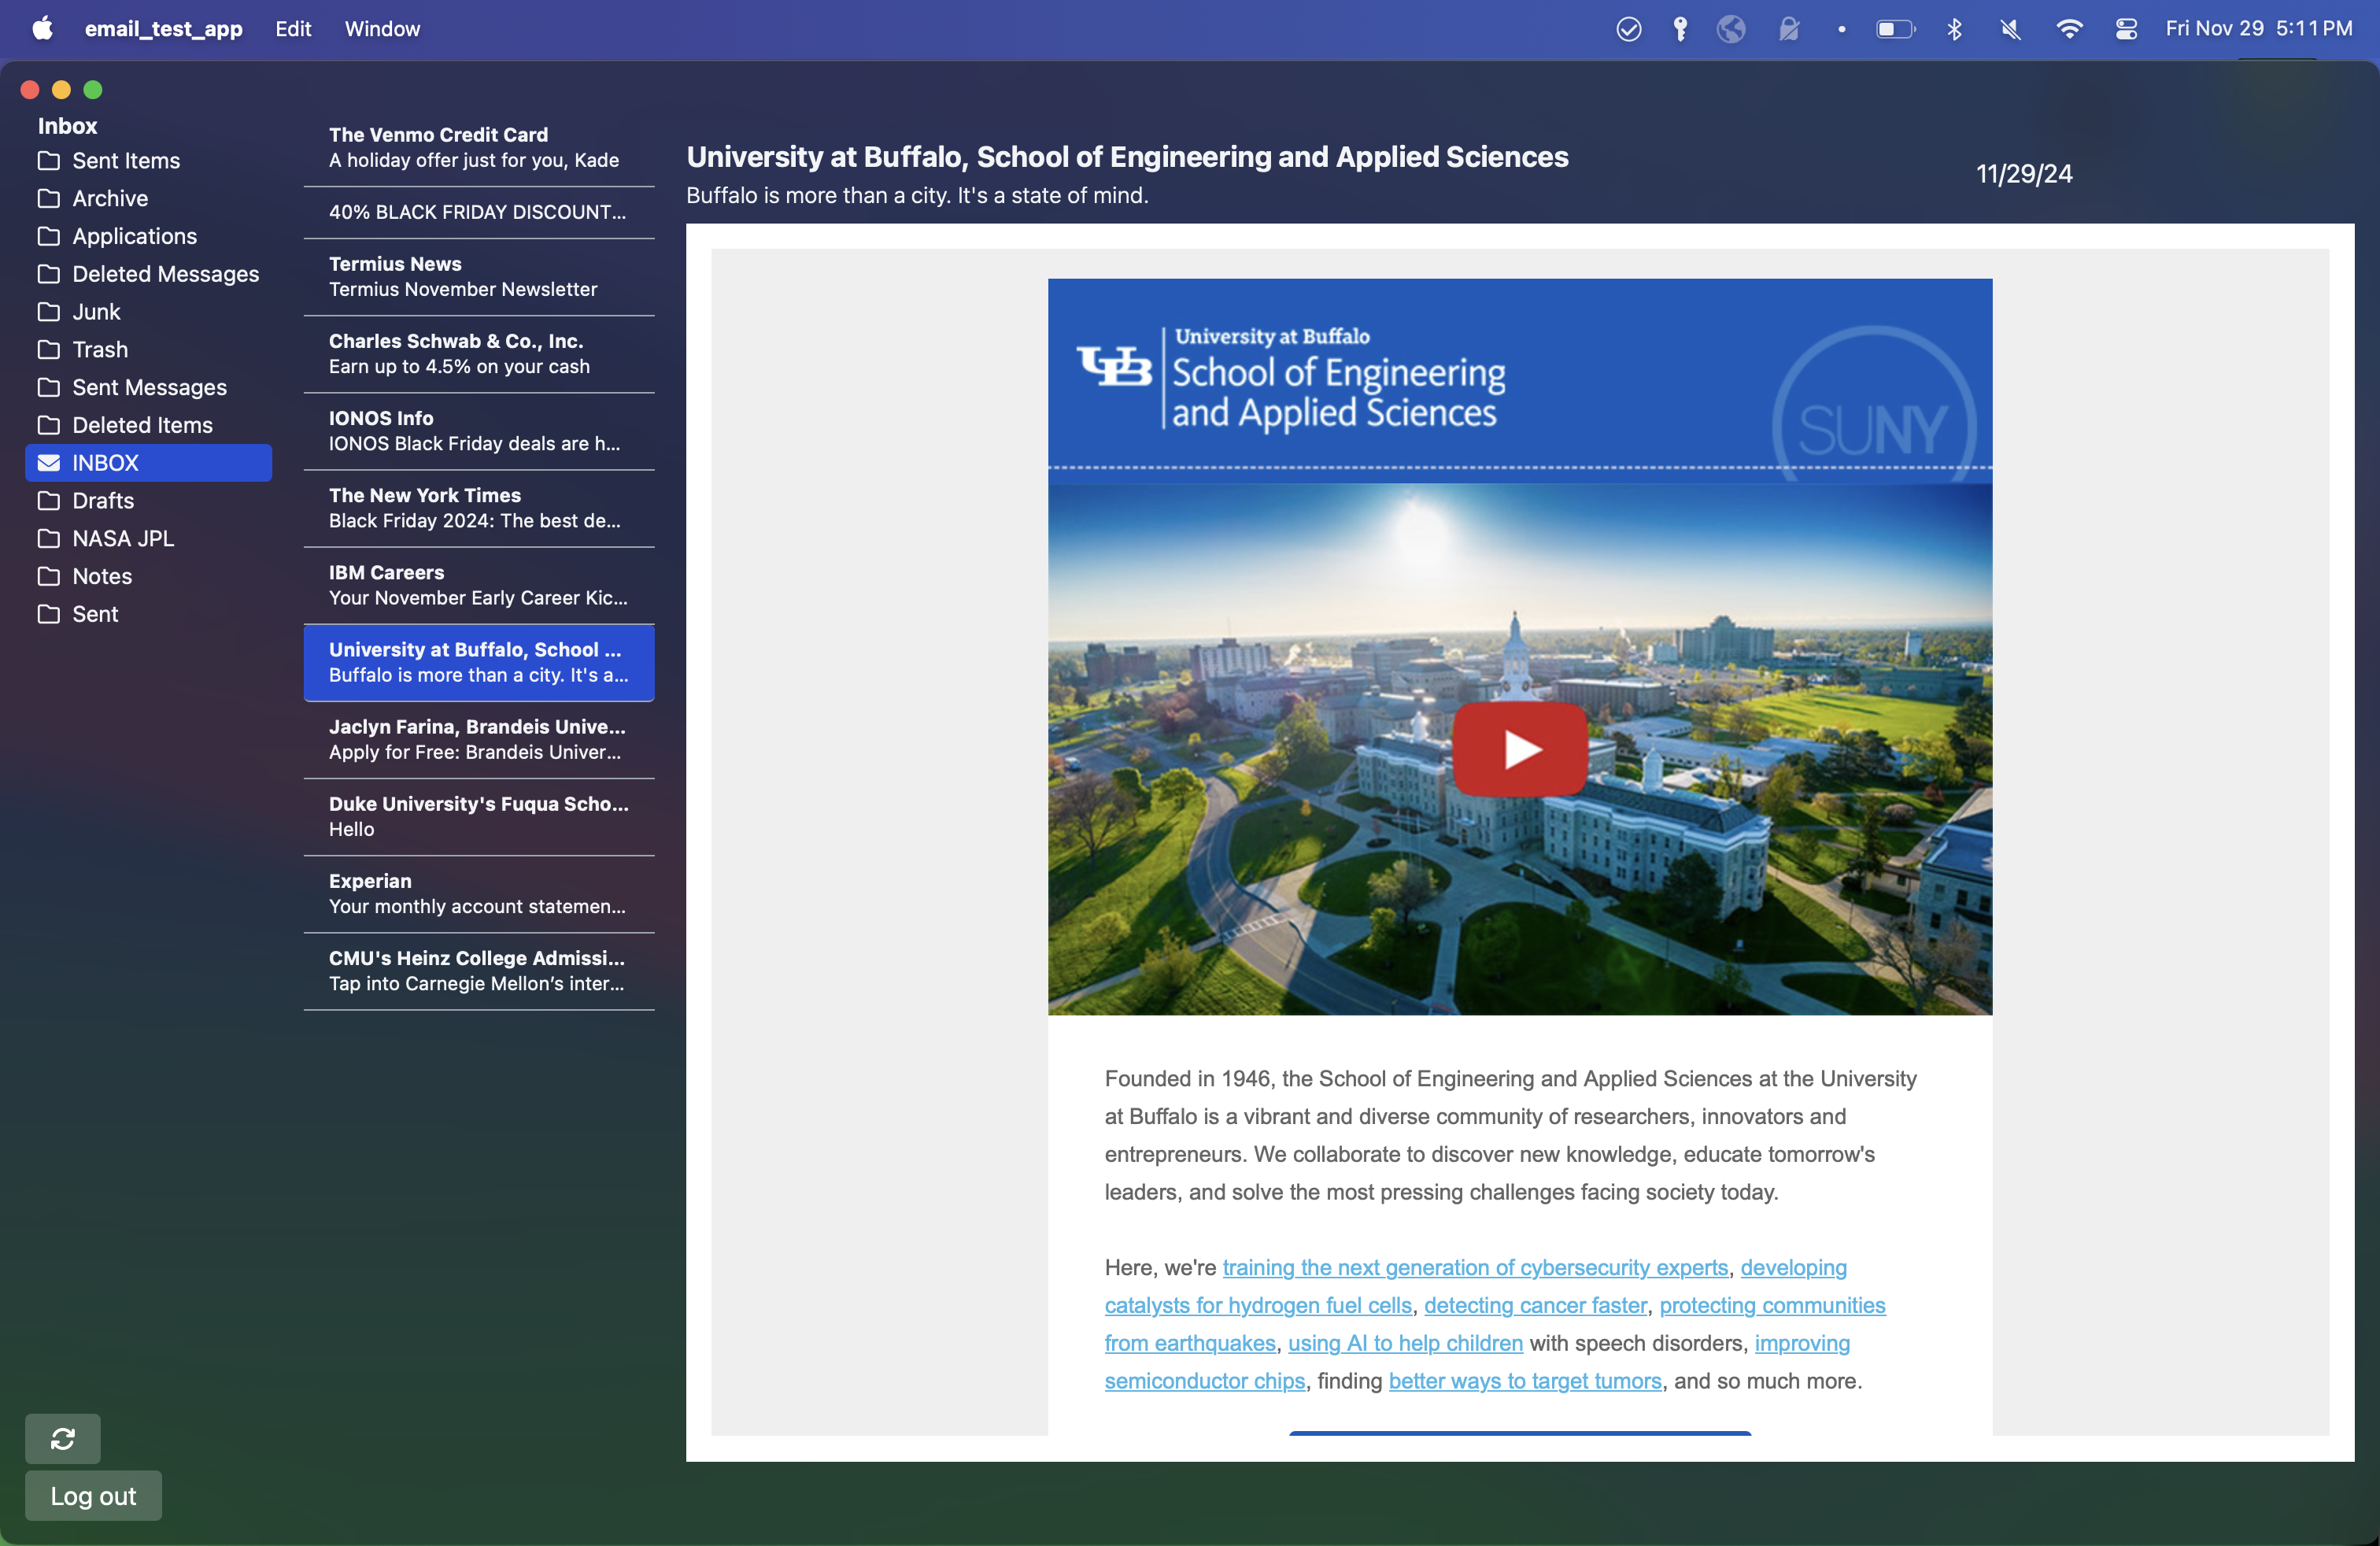 email_test_app Edit Window Fri Nov 29 5:11 PM
Inbox
Sent Items
Archive
Applications
Deleted Messages
Junk
Trash
Sent Messages
Deleted Items
INBOX
Drafts
NASA JPL
Notes
Sent
Log out
The Venmo Credit Card
A holiday offer just for you, Kade
40% BLACK FRIDAY DISCOUNT...
Termius News
Termius November Newsletter
Charles Schwab & Co., Inc.
Earn up to 4.5% on your cash
IONOS Info
IONOS Black Friday deals are h...
The New York Times
Black Friday 2024: The best de...
IBM Careers
Your November Early Career Kic...
University at Buffalo, School ...
Buffalo is more than a city. It's a...
Jaclyn Farina, Brandeis Unive...
Apply for Free: Brandeis Univer...
Duke University's Fuqua Scho...
Hello
Experian
Your monthly account statemen...
CMU's Heinz College Admissi...
Tap into Carnegie Mellon’s inter...
University at Buffalo, School of Engineering and Applied Sciences
Buffalo is more than a city. It's a state of mind.
11/29/24
UB
University at Buffalo
School of Engineering
and Applied Sciences
SUNY
Founded in 1946, the School of Engineering and Applied Sciences at the University
at Buffalo is a vibrant and diverse community of researchers, innovators and
entrepreneurs. We collaborate to discover new knowledge, educate tomorrow's
leaders, and solve the most pressing challenges facing society today.
Here, we're training the next generation of cybersecurity experts, developing
catalysts for hydrogen fuel cells, detecting cancer faster, protecting communities
from earthquakes, using AI to help children with speech disorders, improving
semiconductor chips, finding better ways to target tumors, and so much more.